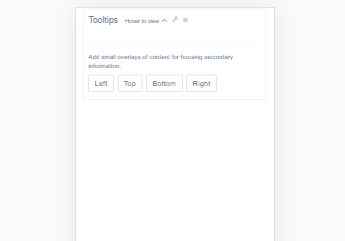 Tooltips Hover to view
Add small overlays of content for housing secondary
information.
Left Top Bottom Right